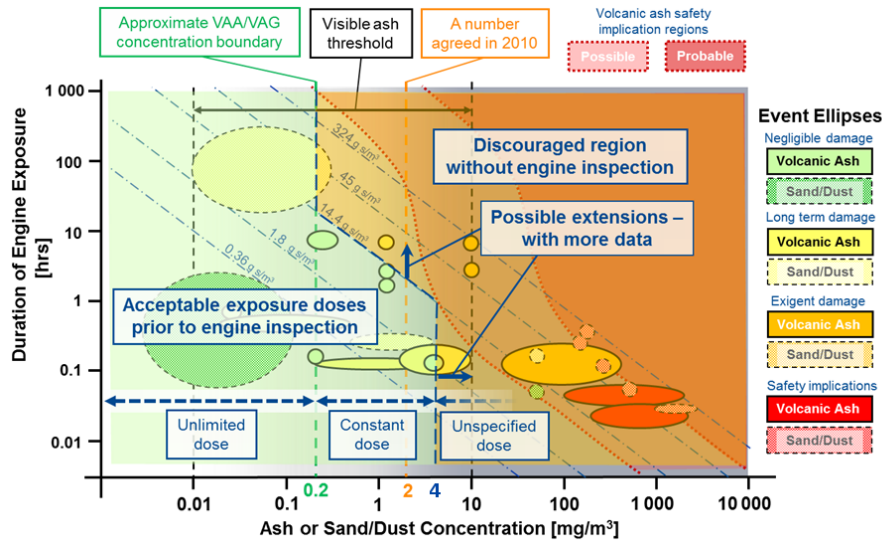 Approximate VAA/VAG
concentration boundary
Visible ash
threshold
A number
agreed in 2010
Volcanic ash safety
implication regions
Possible
Probable
Duration of Engine Exposure
[hrs]
1 000
100
10
1
0.1
0.01
324 g s/m³
45 g s/m³
14.4 g s/m³
1.8 g s/m³
0.36 g s/m³
Discouraged region
without engine inspection
Possible extensions –
with more data
Acceptable exposure doses
prior to engine inspection
Unlimited
dose
Constant
dose
Unspecified
dose
0.01
0.1
0.2
1
2
4
10
100
1 000
10 000
Ash or Sand/Dust Concentration [mg/m³]
Event Ellipses
Negligible damage
Volcanic Ash
Sand/Dust
Long term damage
Volcanic Ash
Sand/Dust
Exigent damage
Volcanic Ash
Sand/Dust
Safety implications
Volcanic Ash
Sand/Dust